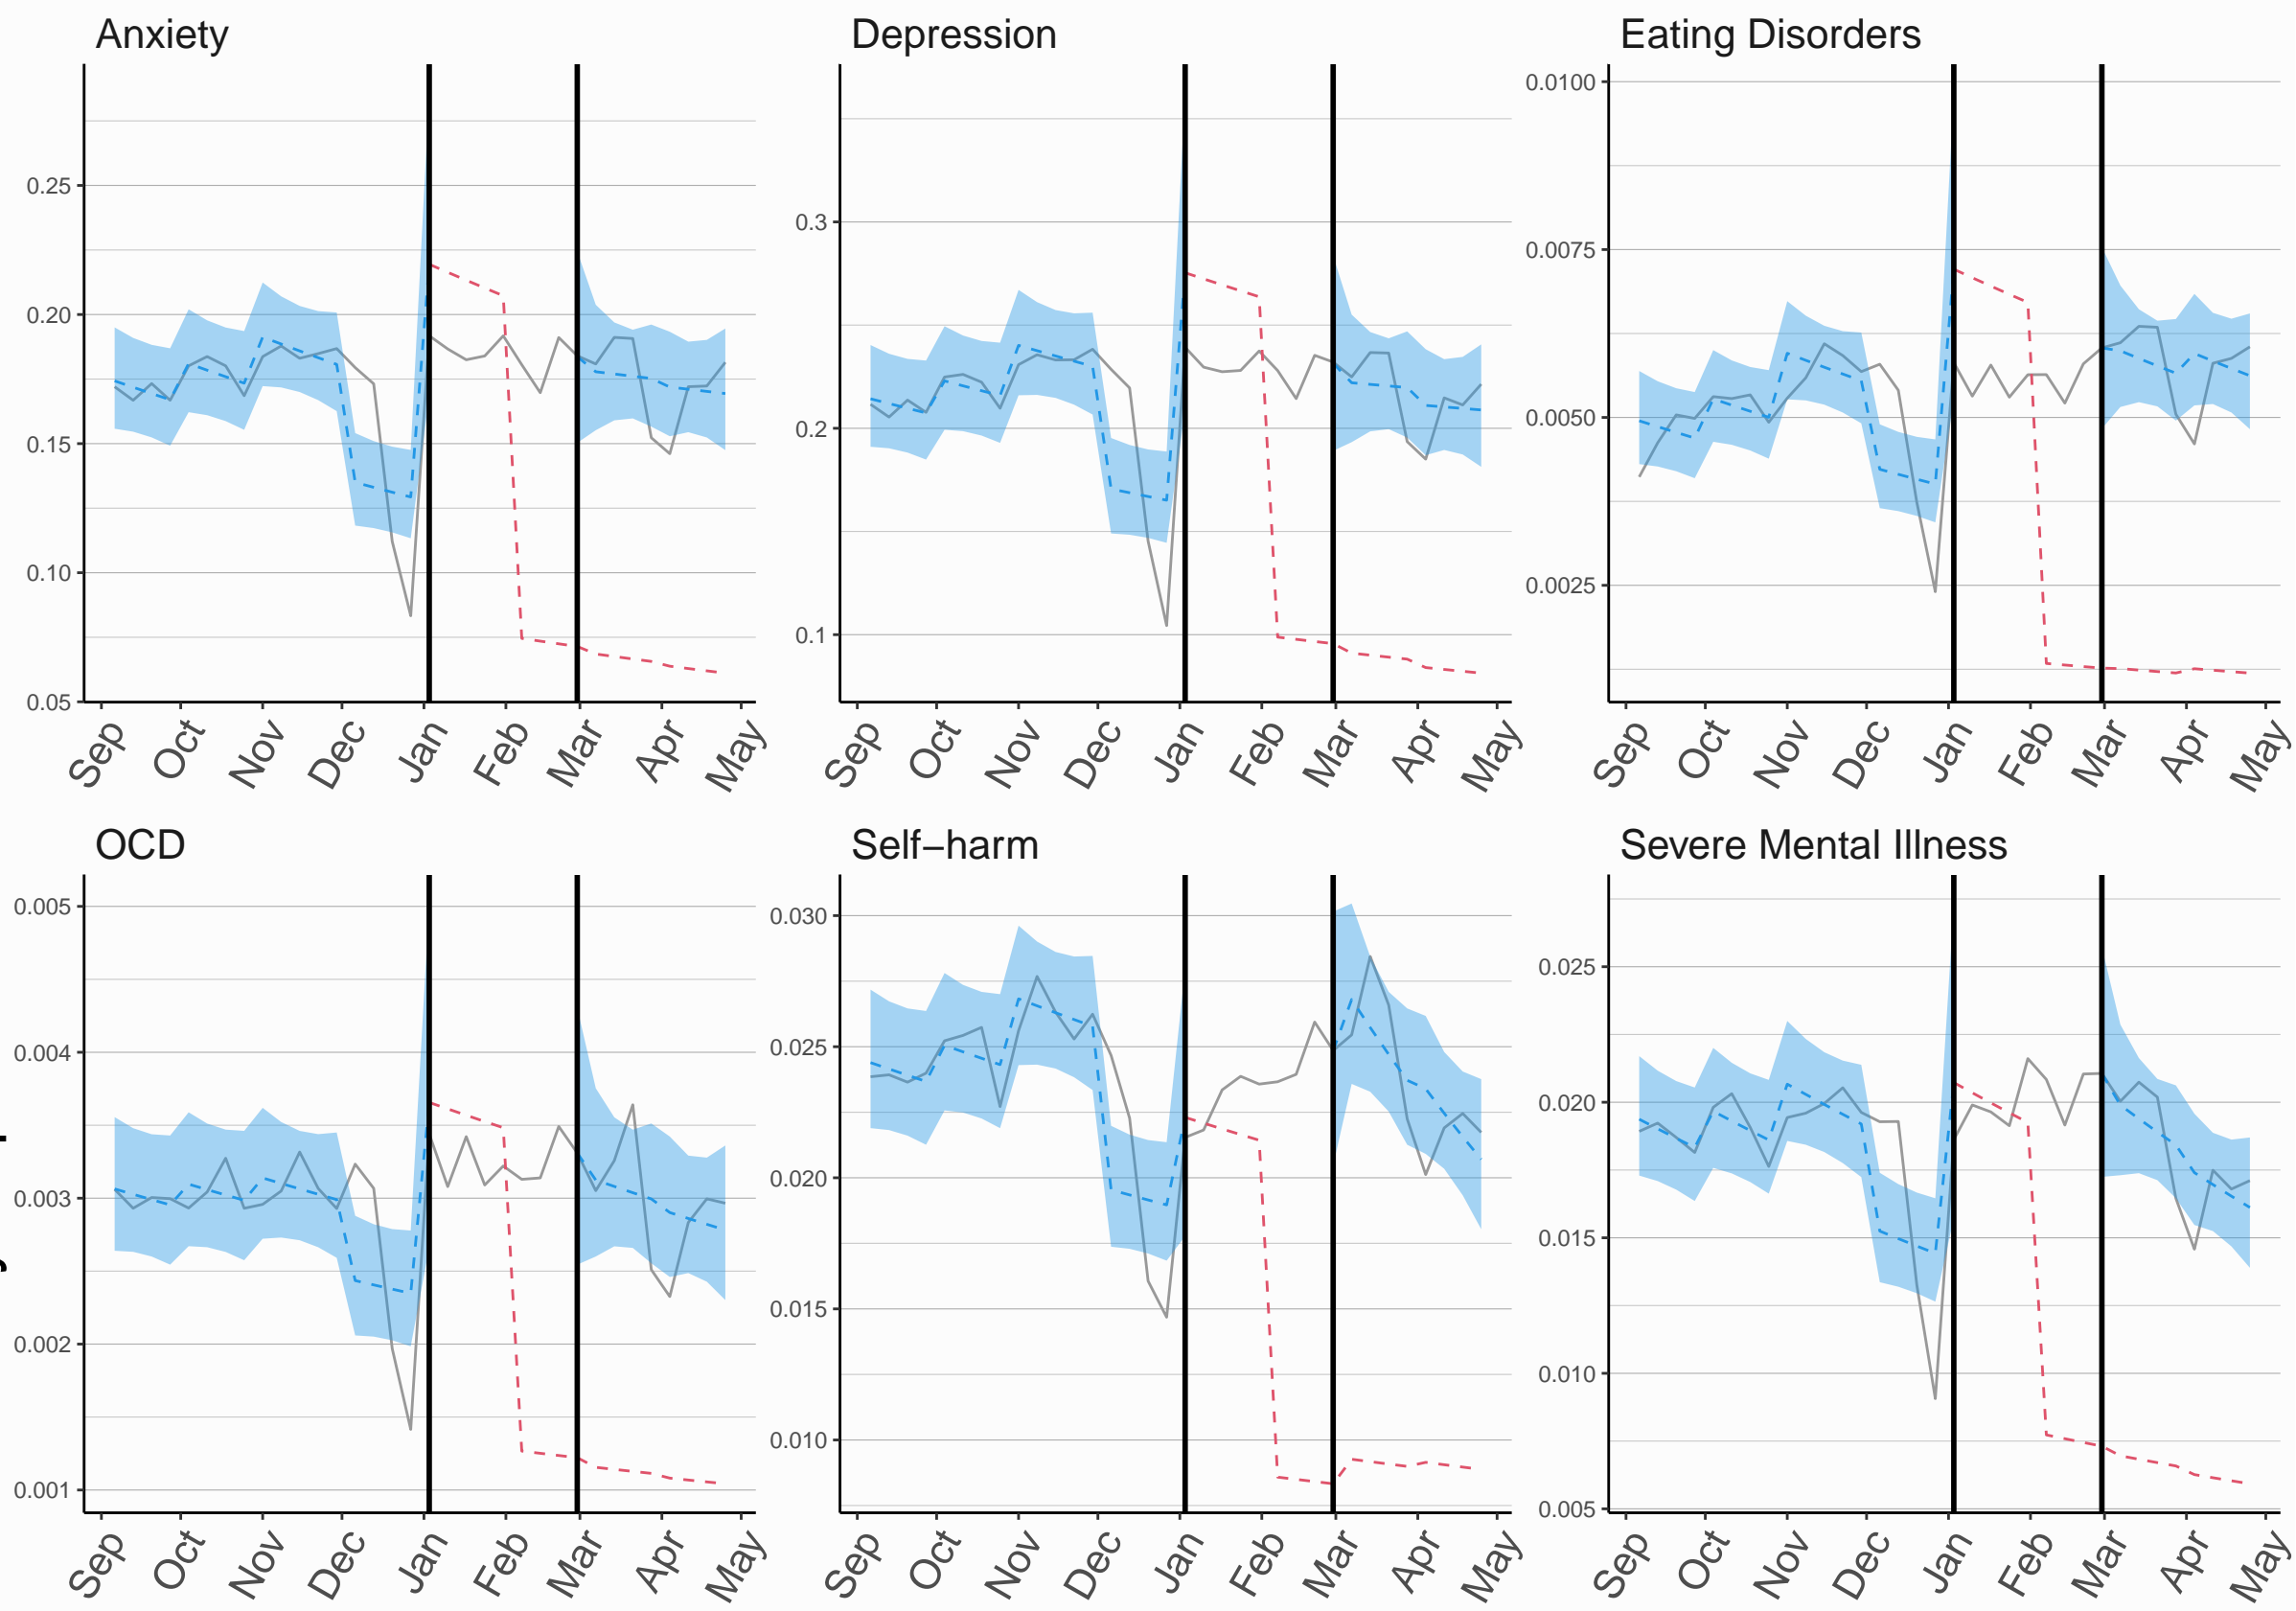 Anxiety
0.25
0.20
0.15
0.10
0.05
Sep Oct Nov Dec Jan Feb Mar Apr May
Depression
0.3
0.2
0.1
Sep Oct Nov Dec Jan Feb Mar Apr May
Eating Disorders
0.0100
0.0075
0.0050
0.0025
Sep Oct Nov Dec Jan Feb Mar Apr May
OCD
0.005
0.004
0.003
0.002
0.001
Sep Oct Nov Dec Jan Feb Mar Apr May
Self−harm
0.030
0.025
0.020
0.015
0.010
Sep Oct Nov Dec Jan Feb Mar Apr May
Severe Mental Illness
0.025
0.020
0.015
0.010
0.005
Sep Oct Nov Dec Jan Feb Mar Apr May